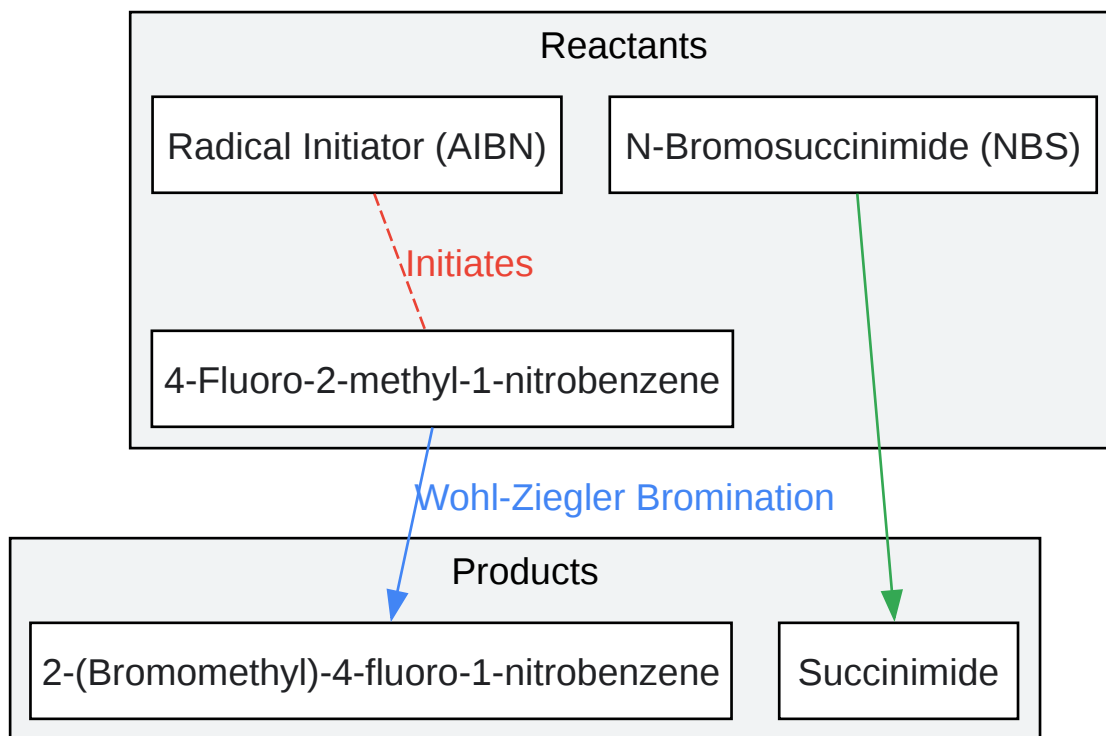 Reactants
Radical Initiator (AIBN)
N-Bromosuccinimide (NBS)
Initiates
4-Fluoro-2-methyl-1-nitrobenzene
Wohl-Ziegler Bromination
Products
2-(Bromomethyl)-4-fluoro-1-nitrobenzene
Succinimide